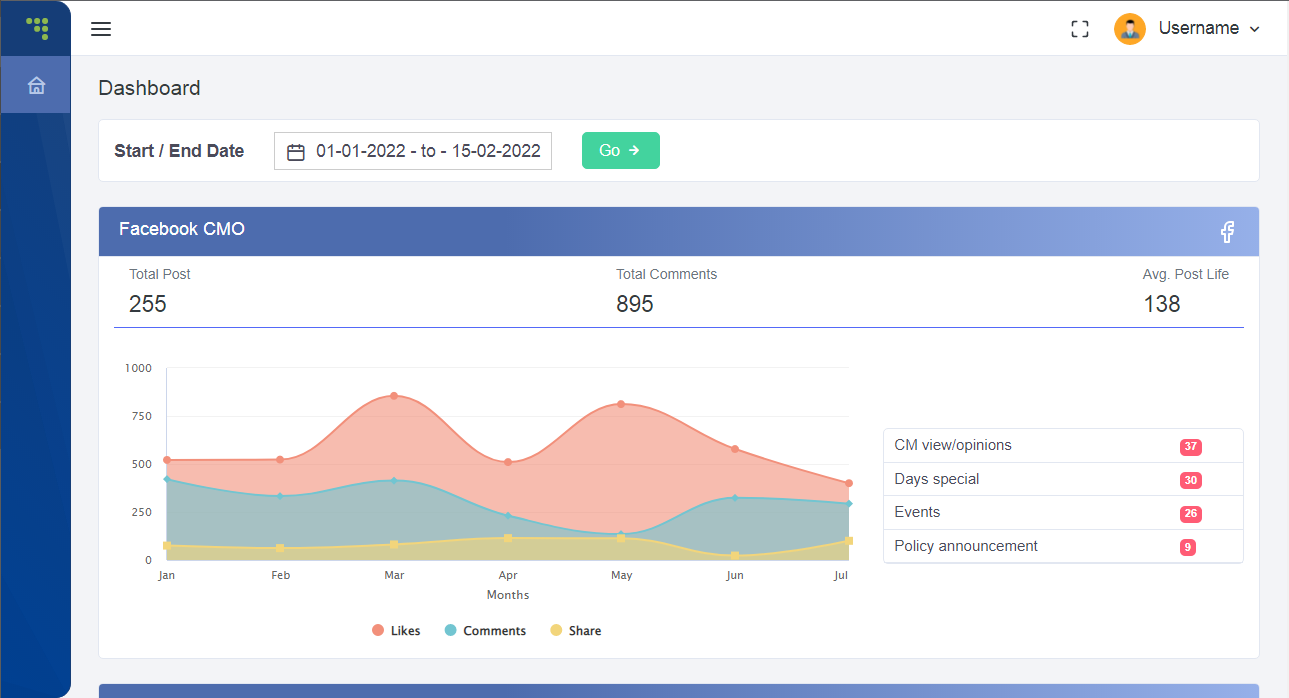 Username
Dashboard
Start / End Date 01-01-2022 - to - 15-02-2022 Go
Facebook CMO
Total Post Total Comments Avg. Post Life
255 895 138
1000
750
500
250
0
Jan Feb Mar Apr May Jun Jul
Months
Likes Comments Share
CM view/opinions 37
Days special 30
Events 26
Policy announcement 9